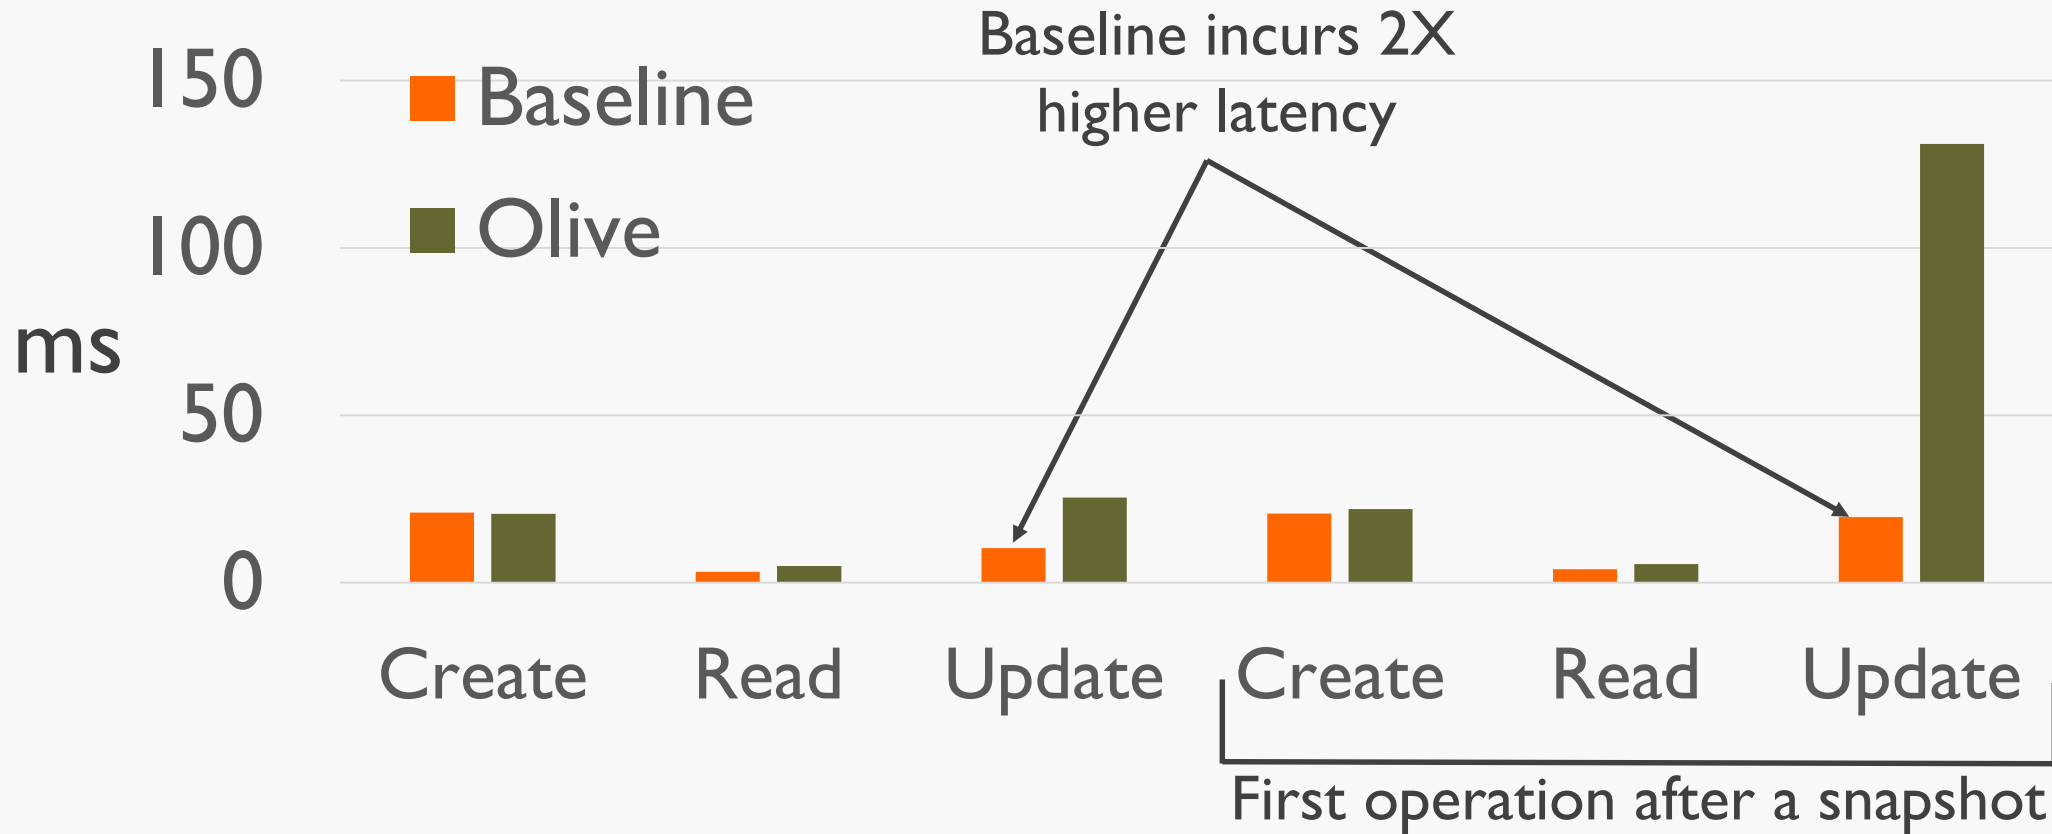 Baseline incurs 2X
higher latency
150
100
50
0
ms
Baseline
Olive
Create Read Update Create Read Update
First operation after a snapshot